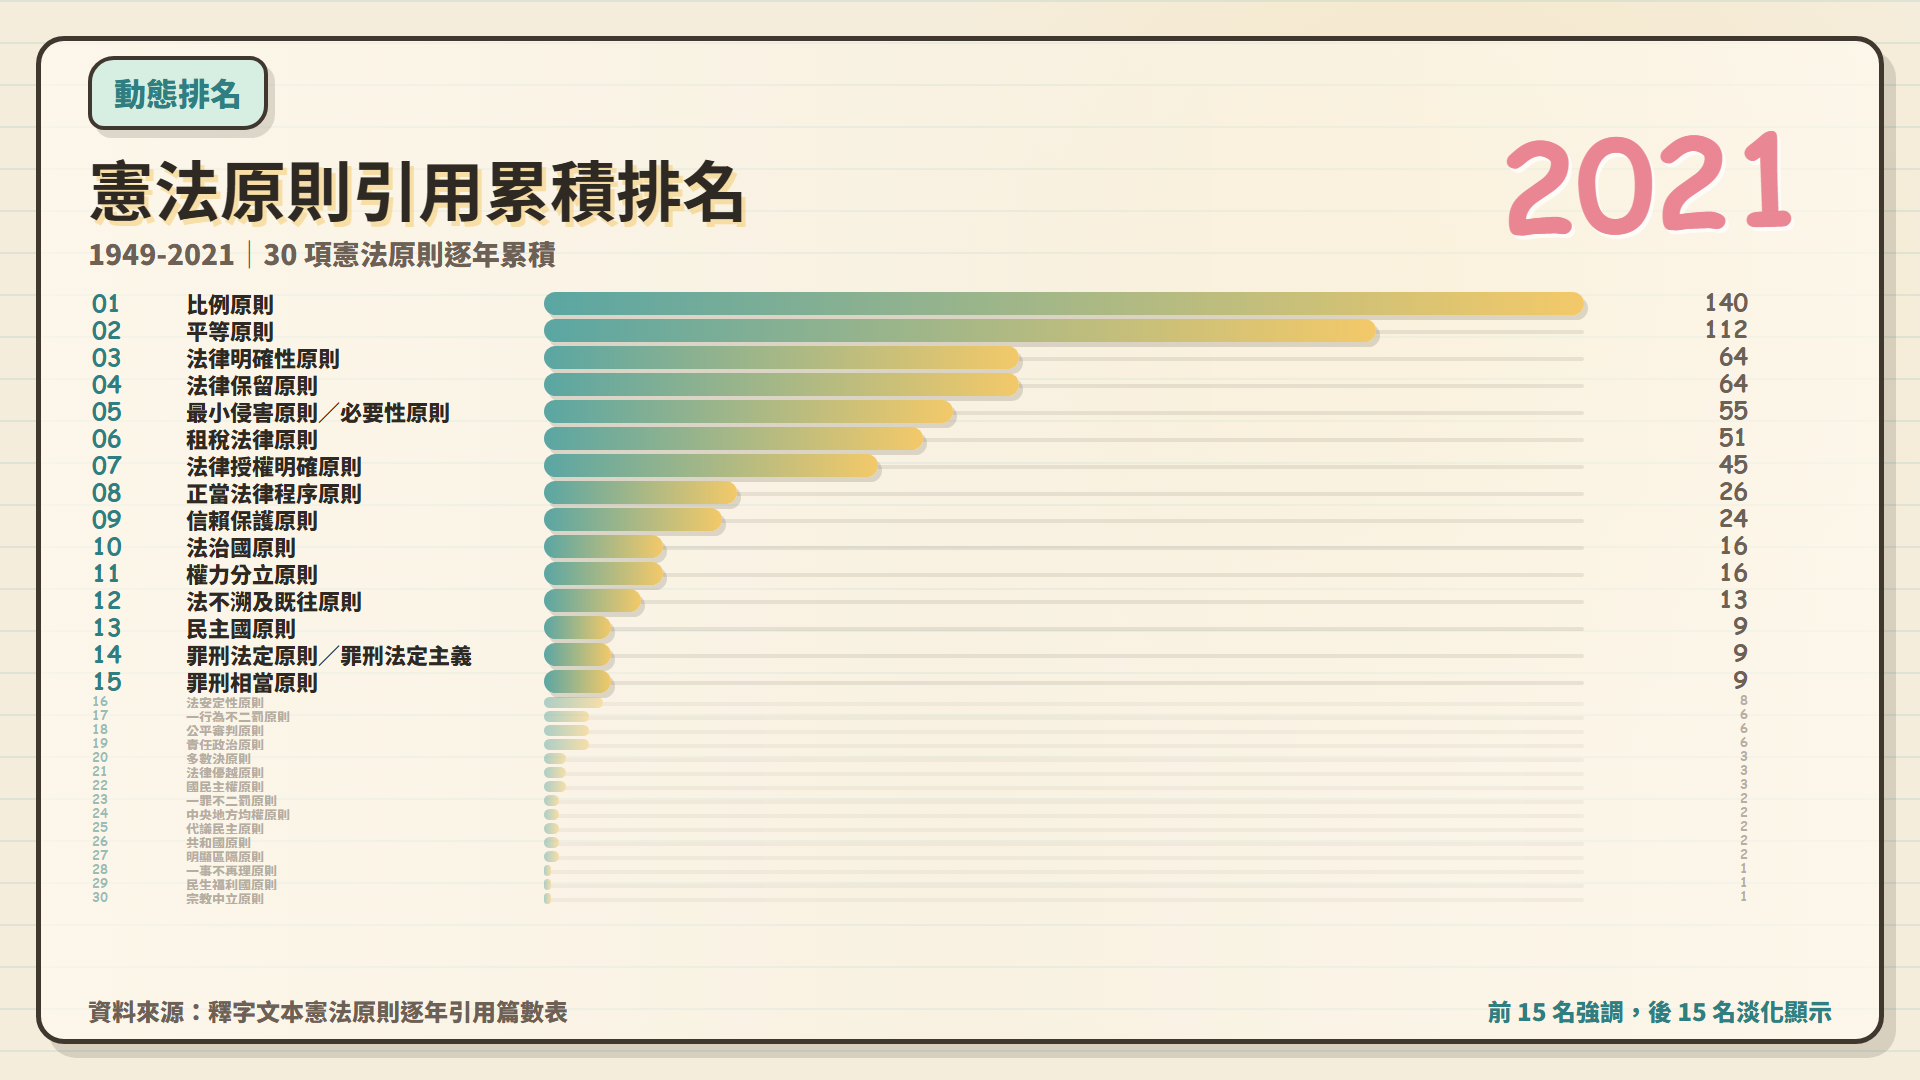 動態排名
憲法原則引用累積排名
2021
1949-2021｜30 項憲法原則逐年累積
01 比例原則 140
02 平等原則 112
03 法律明確性原則 64
04 法律保留原則 64
05 最小侵害原則／必要性原則 55
06 租稅法律原則 51
07 法律授權明確原則 45
08 正當法律程序原則 26
09 信賴保護原則 24
10 法治國原則 16
11 權力分立原則 16
12 法不溯及既往原則 13
13 民主國原則 9
14 罪刑法定原則／罪刑法定主義 9
15 罪刑相當原則 9
16 法安定性原則 8
17 一行為不二罰原則 6
18 公平審判原則 6
19 責任政治原則 6
20 多數決原則 3
21 法律優越原則 3
22 國民主權原則 3
23 一罪不二罰原則 2
24 中央地方均權原則 2
25 代議民主原則 2
26 共和國原則 2
27 明顯區隔原則 2
28 一事不再理原則 1
29 民生福利國原則 1
30 宗教中立原則 1
資料來源：釋字文本憲法原則逐年引用篇數表
前 15 名強調，後 15 名淡化顯示